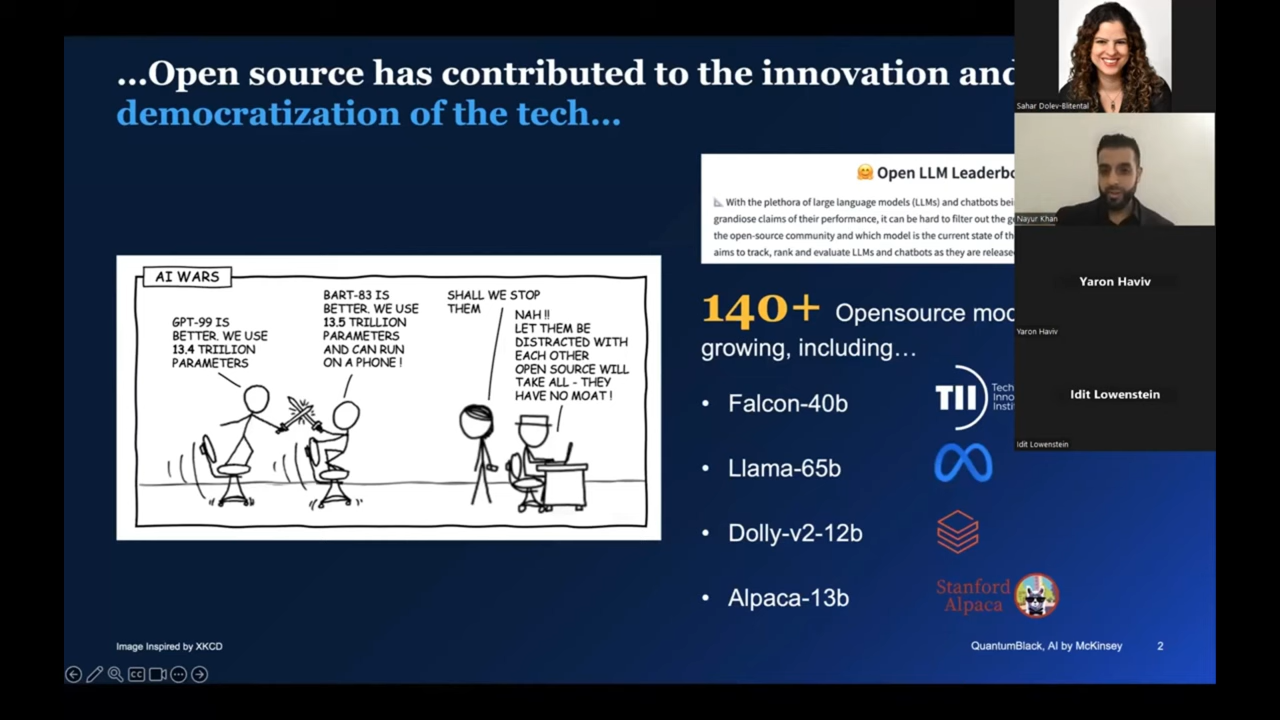 ...Open source has contributed to the innovation and
democratization of the tech...
Open LLM
With the plethora of large language models (LLMs) and chatbots
grandiose claims of their performance, it can be hard to filter out the
the open-source community and which model is the current state of
aims to track, rank and evaluate LLMs and chatbots as they are
AI WARS
GPT-99 IS
BETTER. WE USE
13.4 TRIILION
PARAMETERS
BART-83 IS
BETTER. WE USE
13.5 TRILLION
PARAMETERS
AND CAN RUN
ON A PHONE !
SHALL WE STOP
THEM
NAH !!
LET THEM BE
DISTRACTED WITH
EACH OTHER
OPEN SOURCE WILL
TAKE ALL - THEY
HAVE NO MOAT !
140+ Opensource
growing, including...
• Falcon-40b
TII
• Llama-65b
• Dolly-v2-12b
• Alpaca-13b
Stanford
Alpaca
Image Inspired by XKCD
QuantumBlack, AI by McKinsey 2
CC
Sahar Dolev-Blitental
Nayur Khan
Yaron Haviv
Yaron Haviv
Idit Lowenstein
Idit Lowenstein